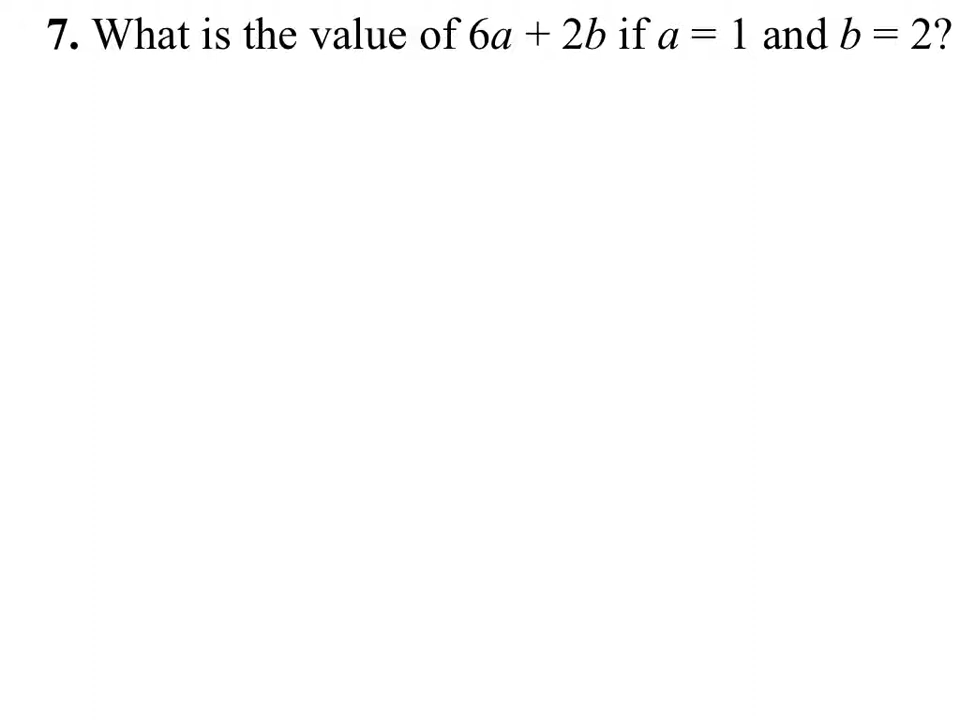 7. What is the value of 6a + 2b if a = 1 and b = 2?